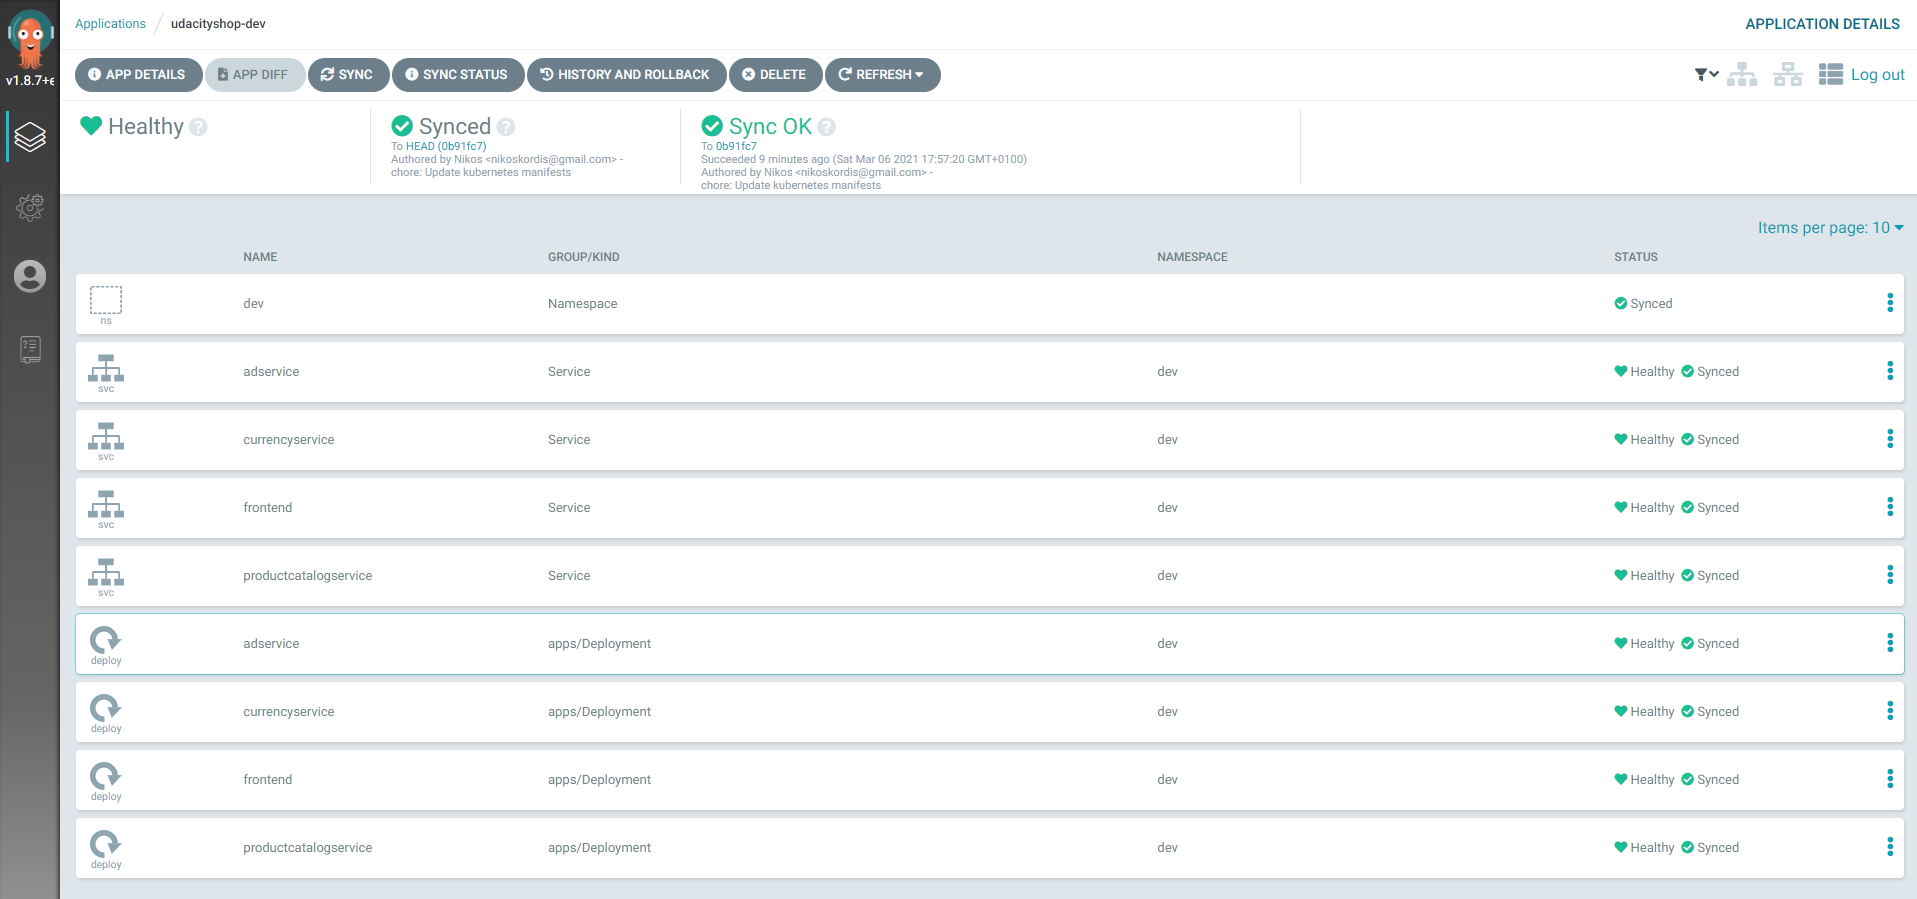 Applications / udacityshop-dev
APPLICATION DETAILS
v1.8.7+e
APP DETAILS
APP DIFF
SYNC
SYNC STATUS
HISTORY AND ROLLBACK
DELETE
REFRESH
Log out
Healthy ?
Synced ?
To HEAD (0b91fc7)
Authored by Nikos <nikoskordis@gmail.com> -
chore: Update kubernetes manifests
Sync OK ?
To 0b91fc7
Succeeded 9 minutes ago (Sat Mar 06 2021 17:57:20 GMT+0100)
Authored by Nikos <nikoskordis@gmail.com> -
chore: Update kubernetes manifests
Items per page: 10
NAME GROUP/KIND NAMESPACE STATUS
ns dev Namespace Synced
svc adservice Service dev Healthy Synced
svc currencyservice Service dev Healthy Synced
svc frontend Service dev Healthy Synced
svc productcatalogservice Service dev Healthy Synced
deploy adservice apps/Deployment dev Healthy Synced
deploy currencyservice apps/Deployment dev Healthy Synced
deploy frontend apps/Deployment dev Healthy Synced
deploy productcatalogservice apps/Deployment dev Healthy Synced